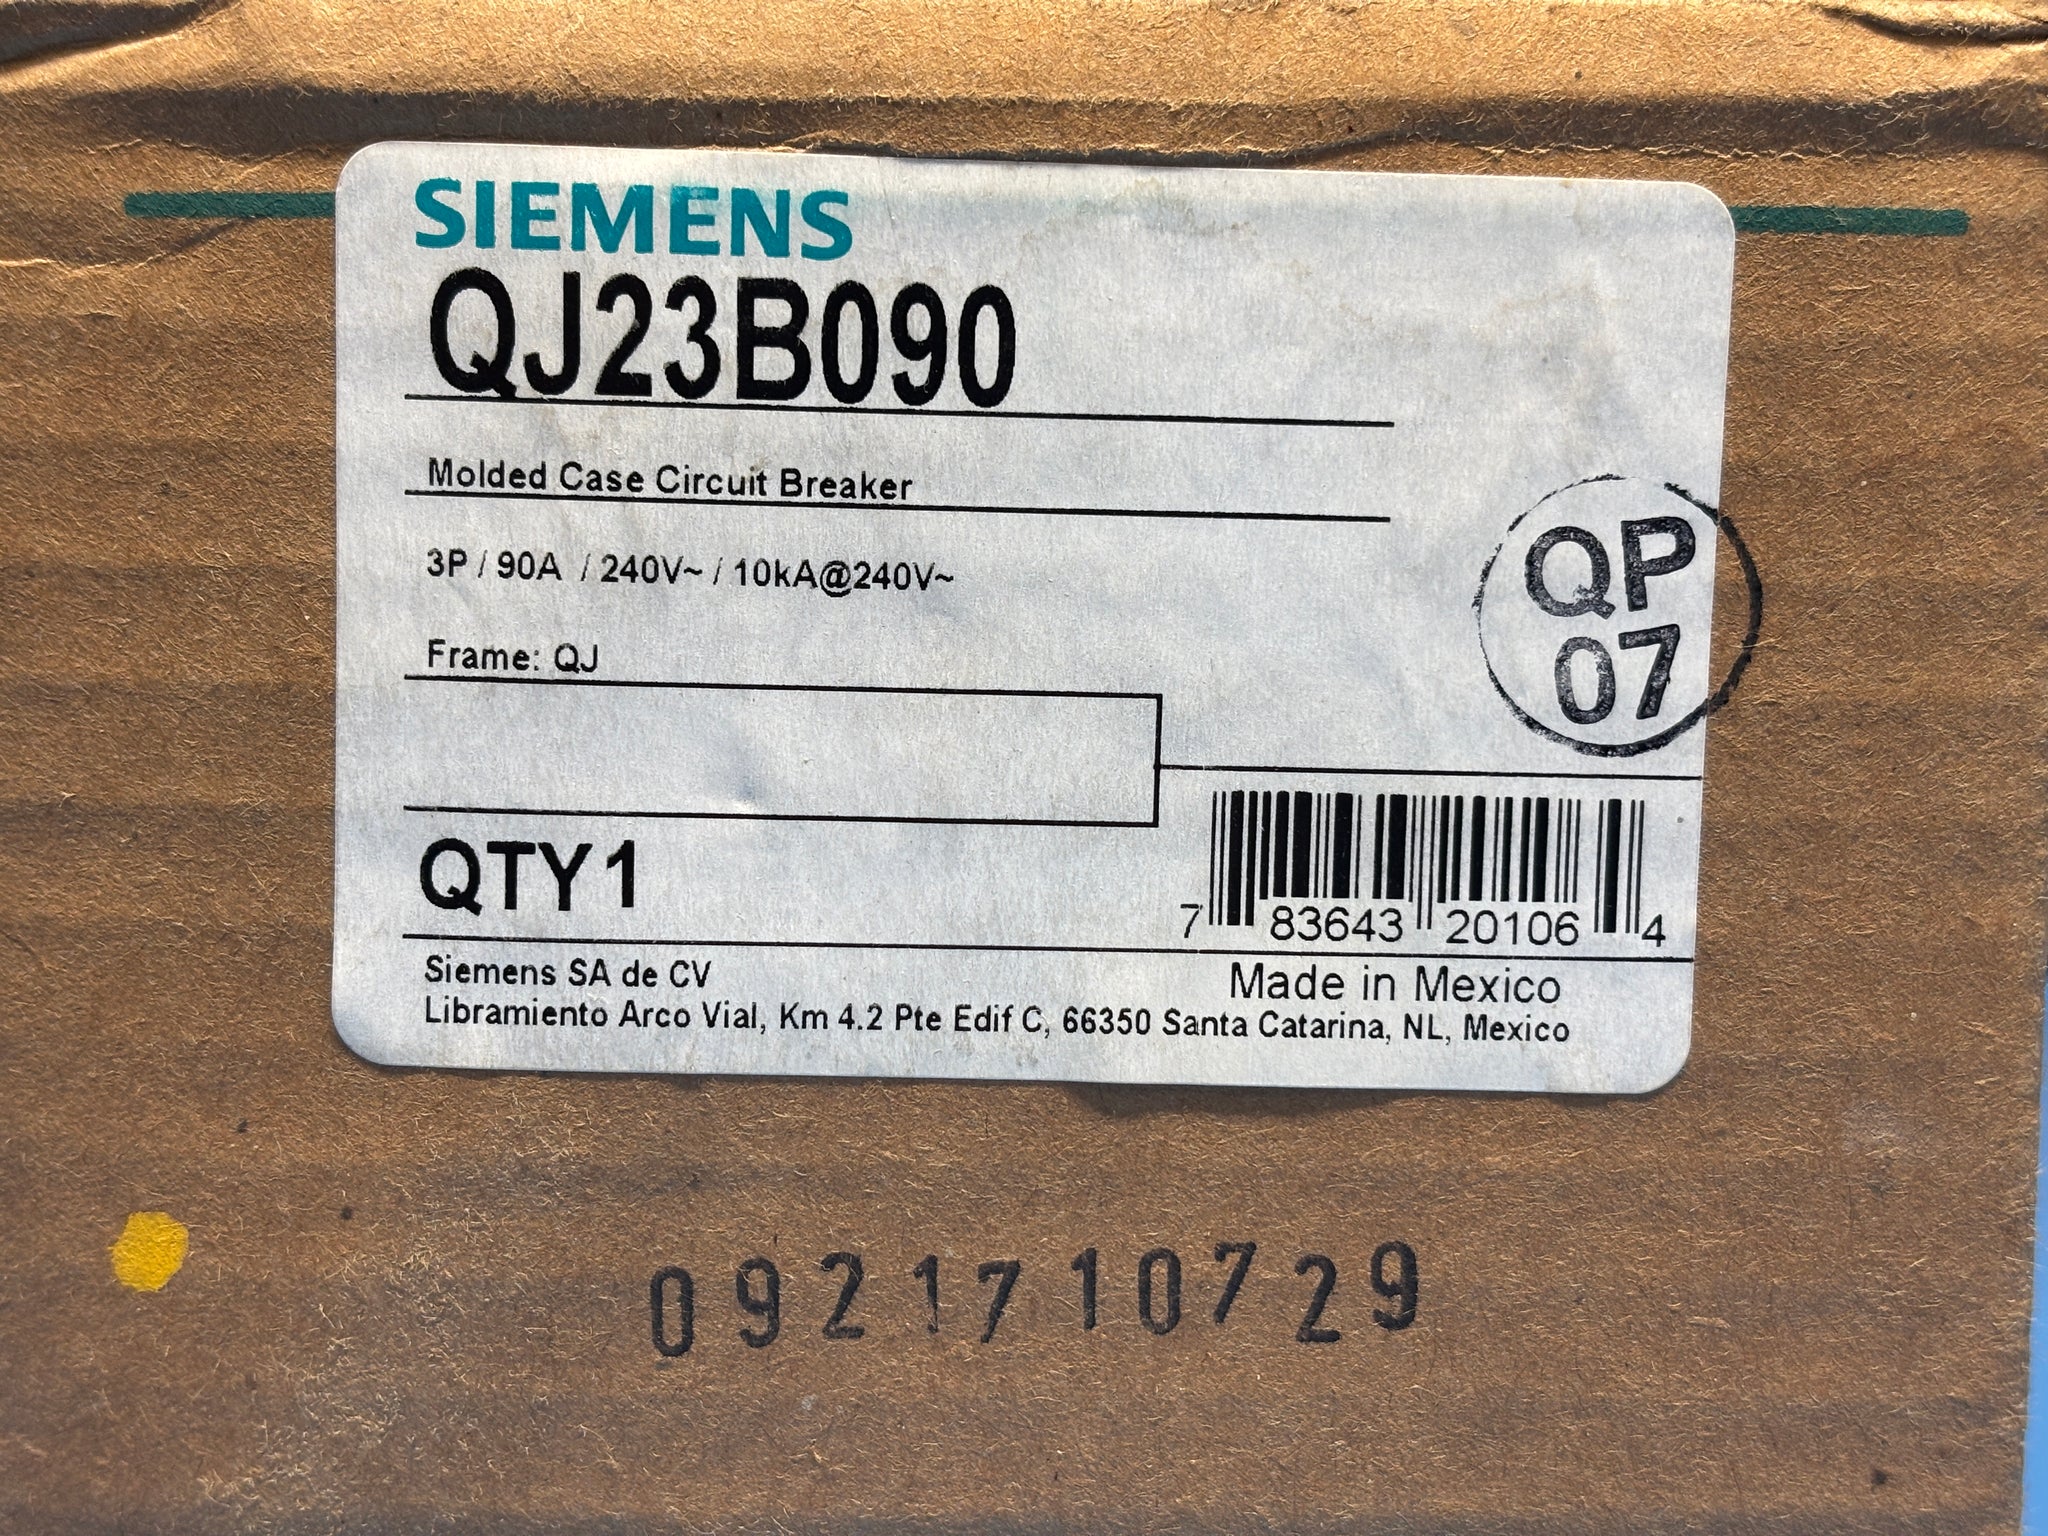 SIEMENS
QJ23B090
Molded Case Circuit Breaker
3P / 90A / 240V~ / 10kA@240V~
Frame: QJ
QP
07
QTY 1
7 83643 20106 4
Siemens SA de CV
Made in Mexico
Libramiento Arco Vial, Km 4.2 Pte Edif C, 66350 Santa Catarina, NL, Mexico
0921710729